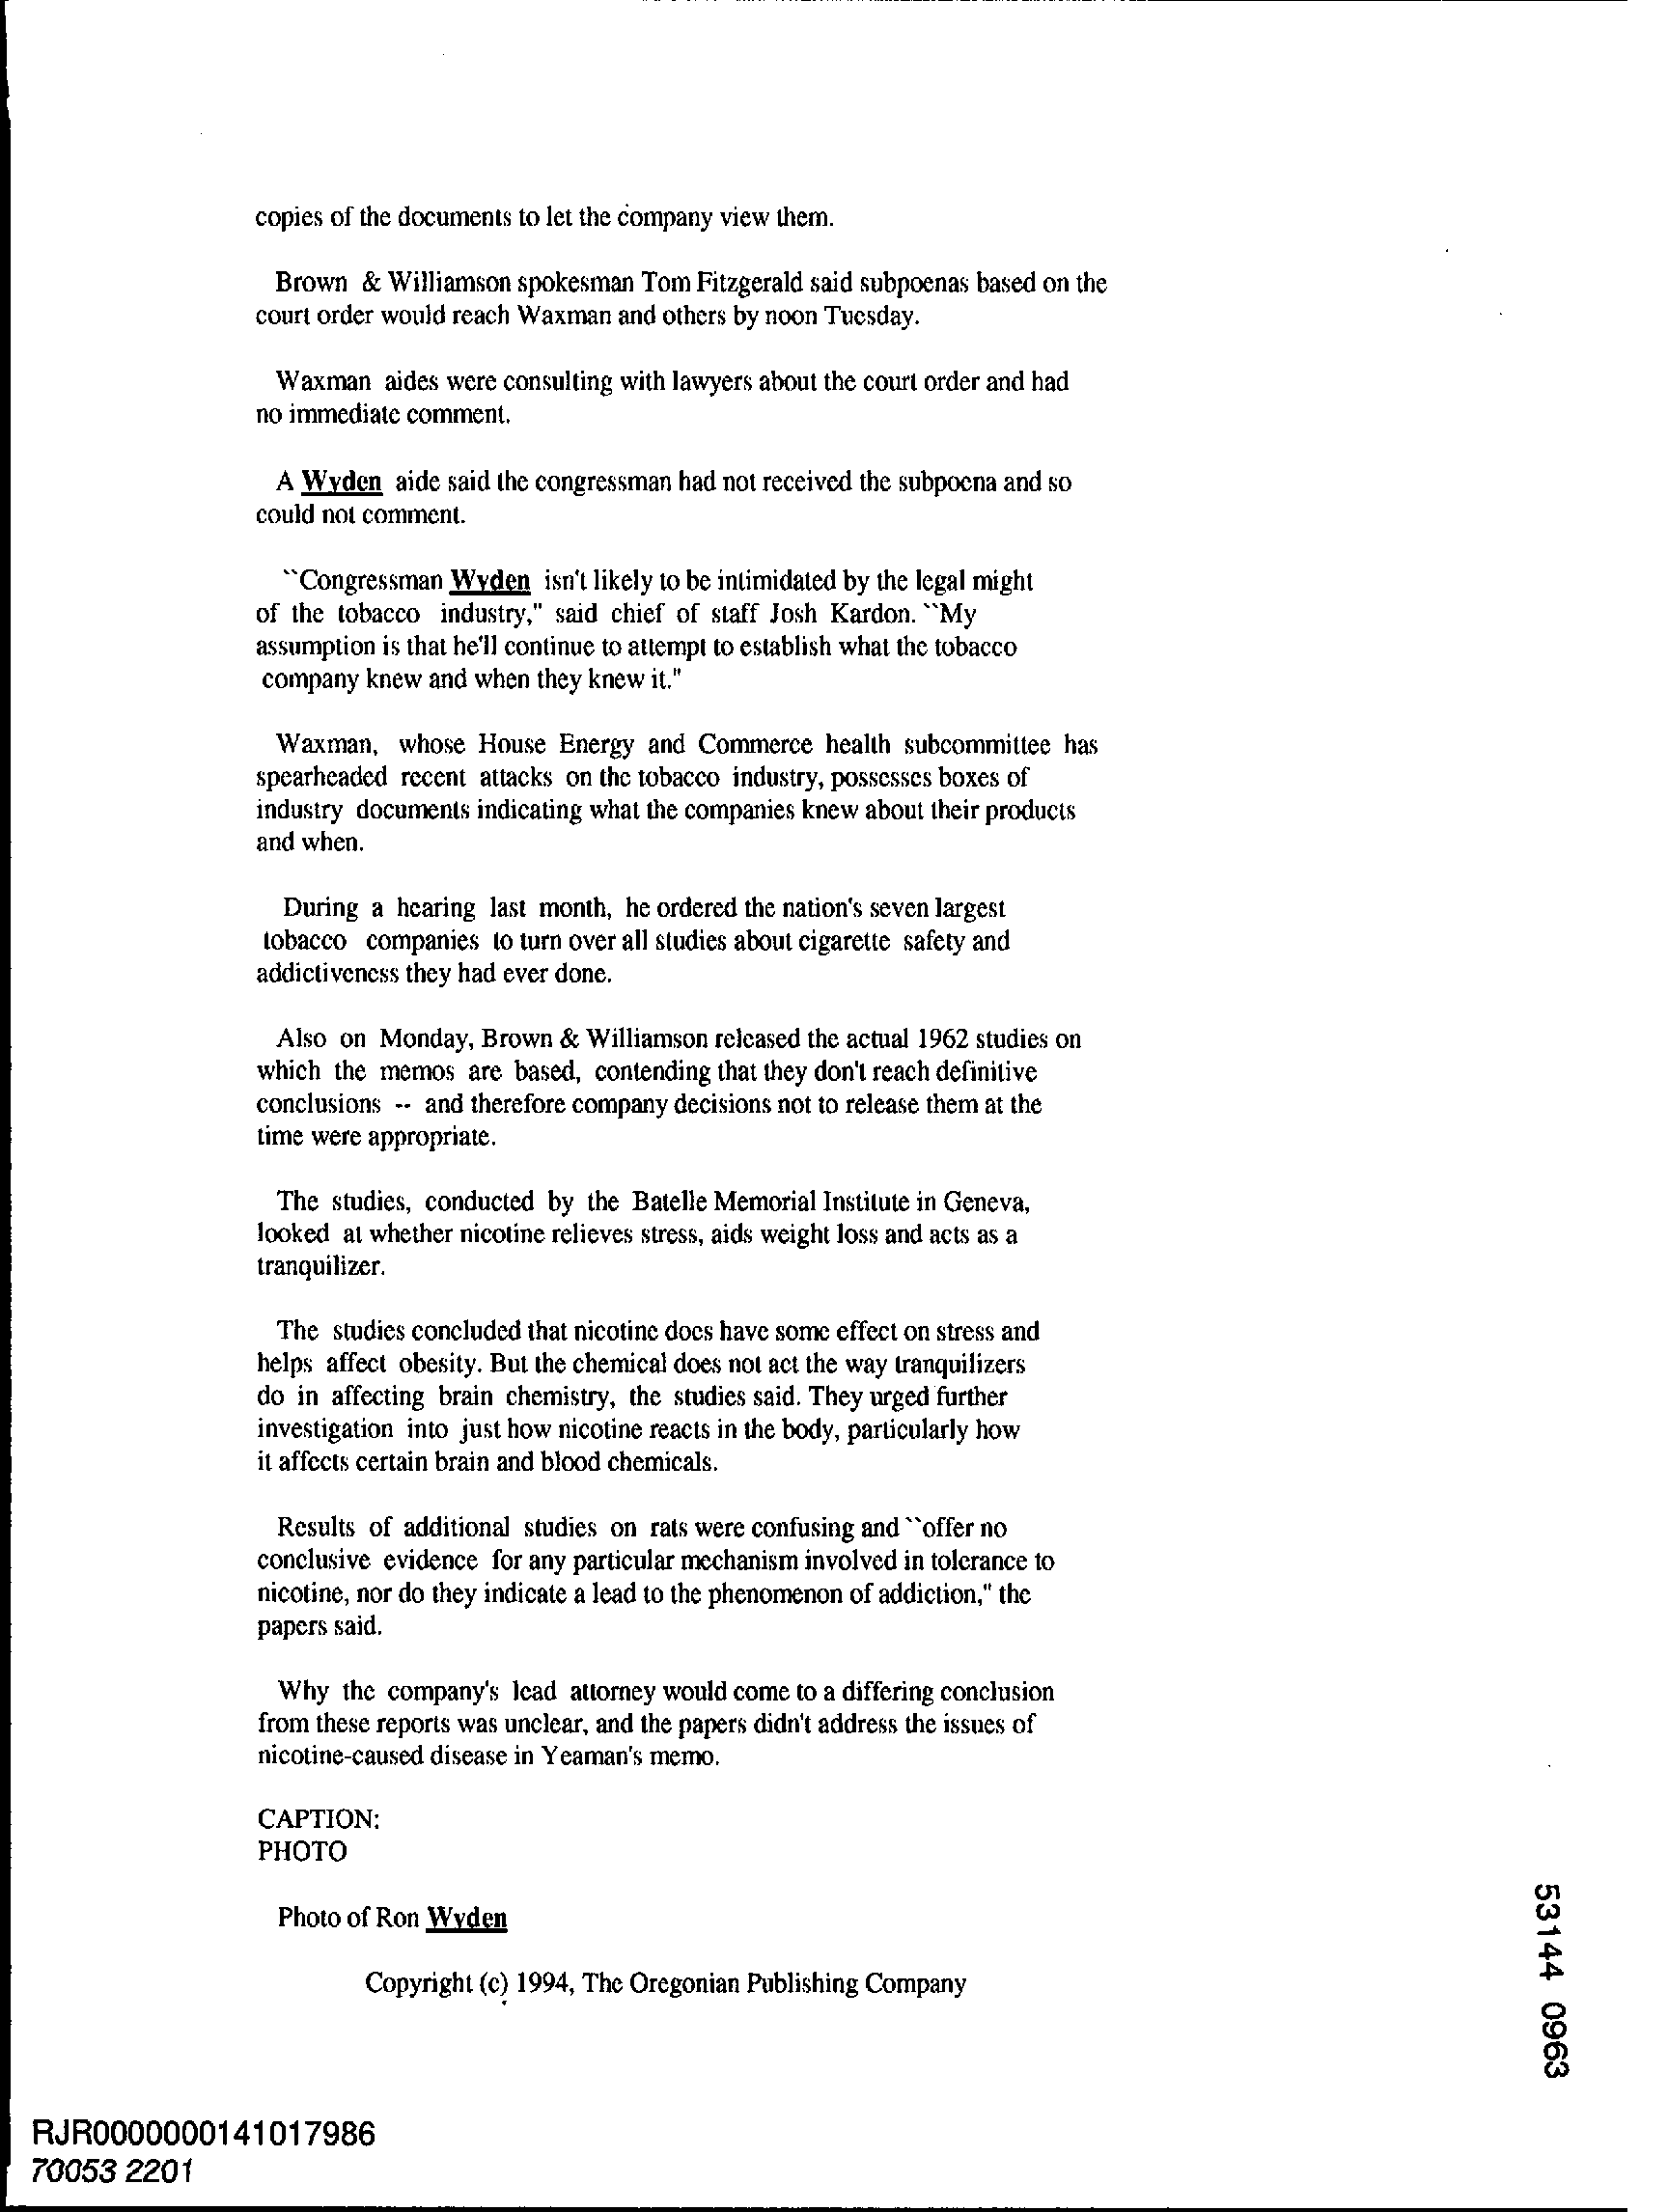 copies of the documents to let the company view them.
Brown & Williamson spokesman Tom Fitzgerald said subpoenas based on the
court order would reach Waxman and others by noon Tuesday.
Waxman aides were consulting with lawyers about the court order and had
no immediate comment.
A Wyden aide said the congressman had not received the subpoena and so
could not comment.
``Congressman Wyden isn't likely to be intimidated by the legal might
of the tobacco industry," said chief of staff Josh Kardon. ``My
assumption is that he'll continue to attempt to establish what the tobacco
company knew and when they knew it."
Waxman, whose House Energy and Commerce health subcommittee has
spearheaded recent attacks on the tobacco industry, possesses boxes of
industry documents indicating what the companies knew about their products
and when.
During a hearing last month, he ordered the nation's seven largest
tobacco companies to turn over all studies about cigarette safety and
addictiveness they had ever done.
Also on Monday, Brown & Williamson released the actual 1962 studies on
which the memos are based, contending that they don't reach definitive
conclusions -- and therefore company decisions not to release them at the
time were appropriate.
The studies, conducted by the Batelle Memorial Institute in Geneva,
looked at whether nicotine relieves stress, aids weight loss and acts as a
tranquilizer.
The studies concluded that nicotine does have some effect on stress and
helps affect obesity. But the chemical does not act the way tranquilizers
do in affecting brain chemistry, the studies said. They urged further
investigation into just how nicotine reacts in the body, particularly how
it affects certain brain and blood chemicals.
Results of additional studies on rats were confusing and ``offer no
conclusive evidence for any particular mechanism involved in tolerance to
nicotine, nor do they indicate a lead to the phenomenon of addiction," the
papers said.
Why the company's lead attorney would come to a differing conclusion
from these reports was unclear, and the papers didn't address the issues of
nicotine-caused disease in Yeaman's memo.
CAPTION:
PHOTO
Photo of Ron Wyden
Copyright (c) 1994, The Oregonian Publishing Company
53144 0963
RJR0000000141017986
70053 2201